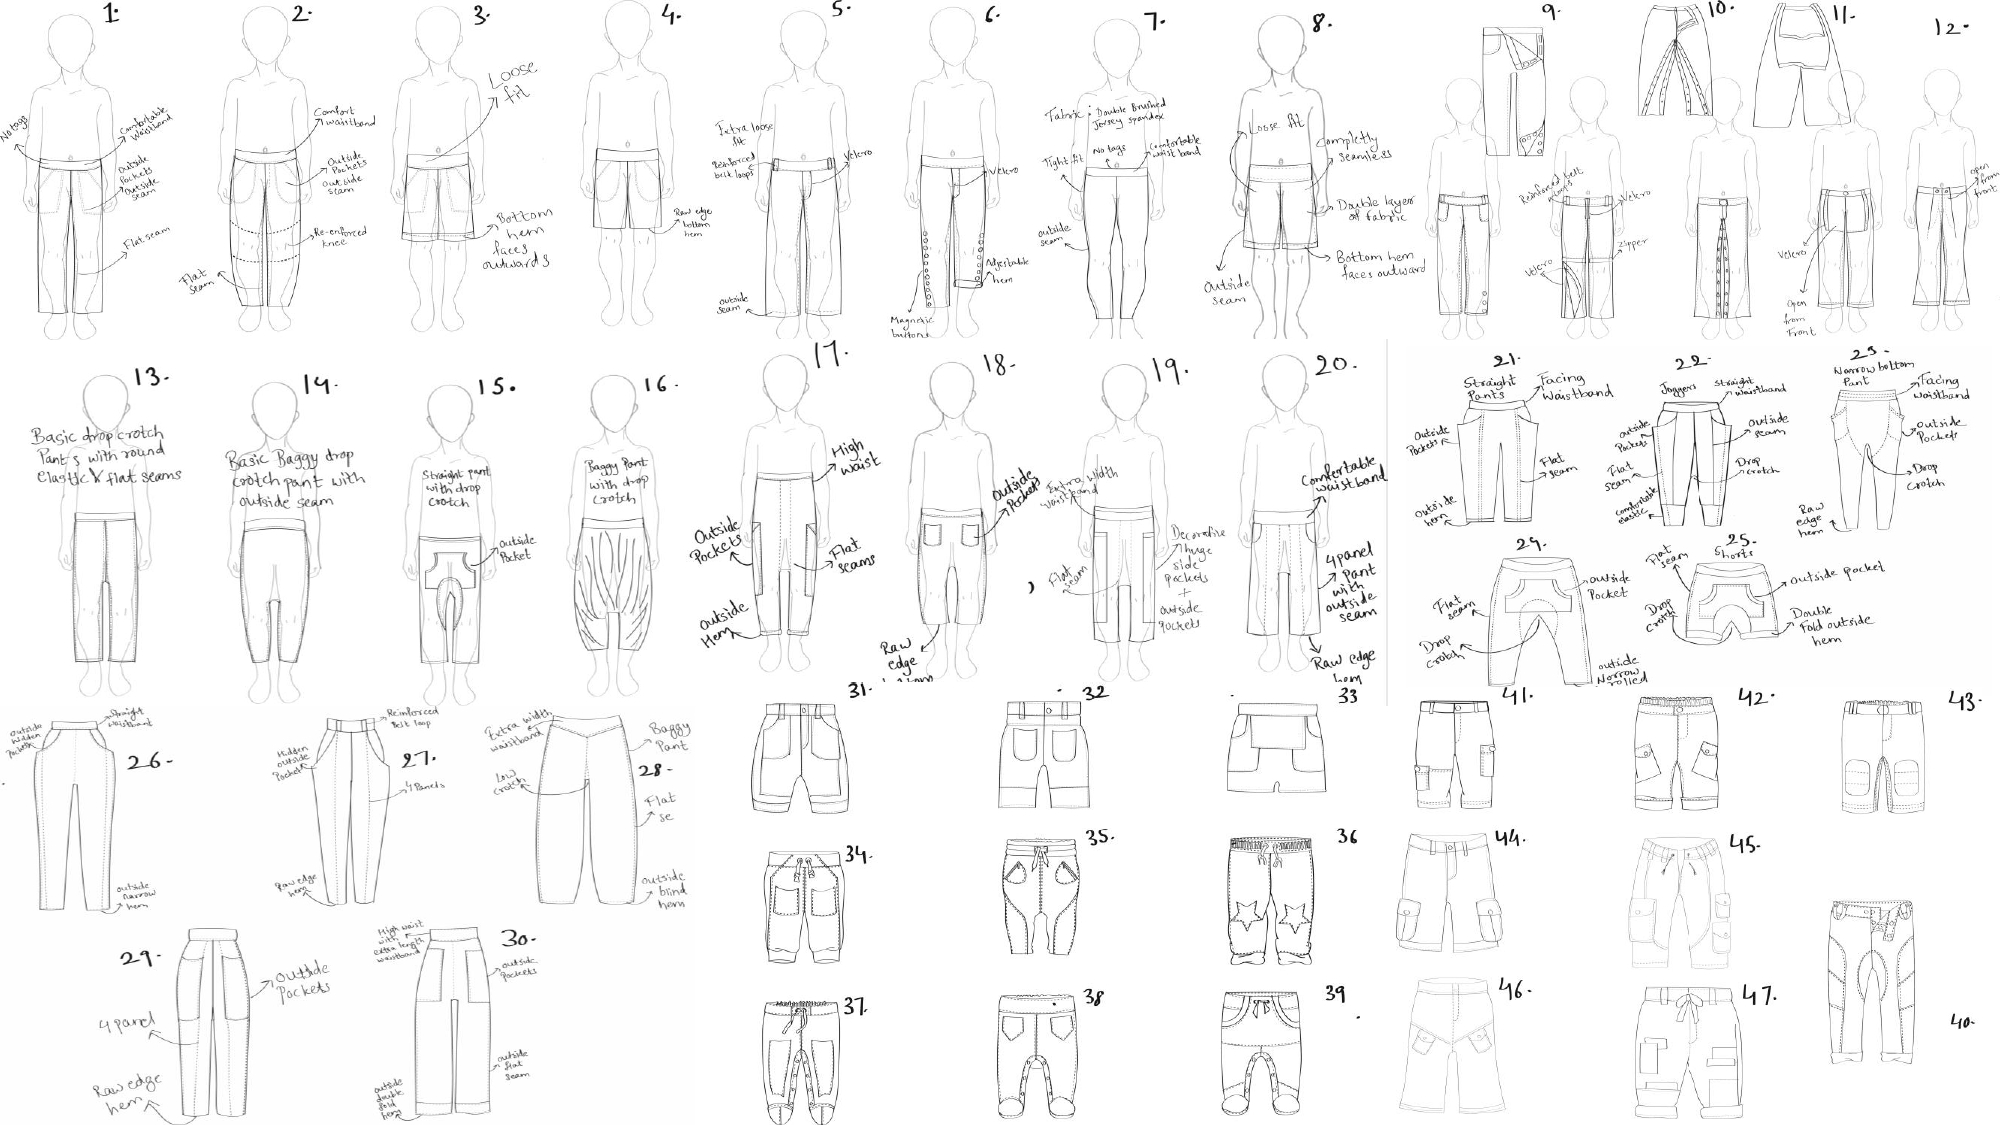 1.
No tags
Comfortable
Waistband
Outside
Pockets
outside
seam
Flat seam
2.
Comfort
waistband
Outside
Pockets
outside
seam
Re-enforced
knee
Flat
seam
3.
Loose
fit
Bottom
hem
faces
outwards
4.
Raw edge
bottom
hem
5.
Extra loose
fit
Reinforced
belt loops
Velcro
outside
seam
6.
Velcro
Adjestable
hem
Magnetic
buttons
7.
Fabric : Double Brushed
Jersey spandex
Tight fit
No tags
Comfortable
waist band
outside
seam
8.
Loose fit
Completly
seamless
Double layer
of fabric
Bottom hem
faces outward
Outside
seam
9.
Reinforced belt
loops
Velcro
Zipper
Velcro
10.
11.
Velcro
Open
from
Front
12.
open
from
front
13.
Basic drop crotch
Pant s with round
elastic & flat seams
14.
Basic Baggy drop
crotch pant with
outside seam
15.
Straight pant
with drop
crotch
Outside
Pocket
16.
Baggy Pant
with drop
crotch
17.
High
waist
Outside
Pockets
Flat
seams
Outside
Hem
18.
Outside
Pockets
Raw
edge
bottom
19.
Extra width
waistband
Flat
seam
Decorative
huge
side
pockets
+
outside
pockets
20.
Comfortable
waistband
4 panel
Pant
with
outside
seam
Raw edge
hem
21.
Straight
Pants
Facing
Waistband
Outside
Pockets
Flat
seam
outside
hem
22.
Joggers
Straight
waistband
outside
Pockets
outside
seam
Flat
seam
Drop
crotch
comfortable
elastic
23.
Narrow bottom
Pant
Facing
waistband
outside
Pockets
Drop
crotch
Raw
edge
hem
24.
outside
Pocket
Flat
seam
Drop
crotch
outside
Norrow
rolled
25.
Shorts
Flat
seam
outside pocket
Drop
crotch
Double
Fold outside
hem
26.
Straight
waistband
outside
hidden
Pockets
outside
narrow
hem
27.
Reinforced
Belt loop
Hidden
outside
Pocket
4 Panels
Raw edge
hem
28.
Extra width
waistband
Baggy
Pant
Low
crotch
Flat
se
outside
blind
hem
29.
outside
Pockets
4 panel
Raw edge
hem
30.
High waist
with
extra length
waistband
outside
Pockets
outside
flat
seam
outside
double
fold
hem
31.
32
33
34.
35.
36
37.
38
39
40.
41.
42.
43.
44.
45.
46.
47.